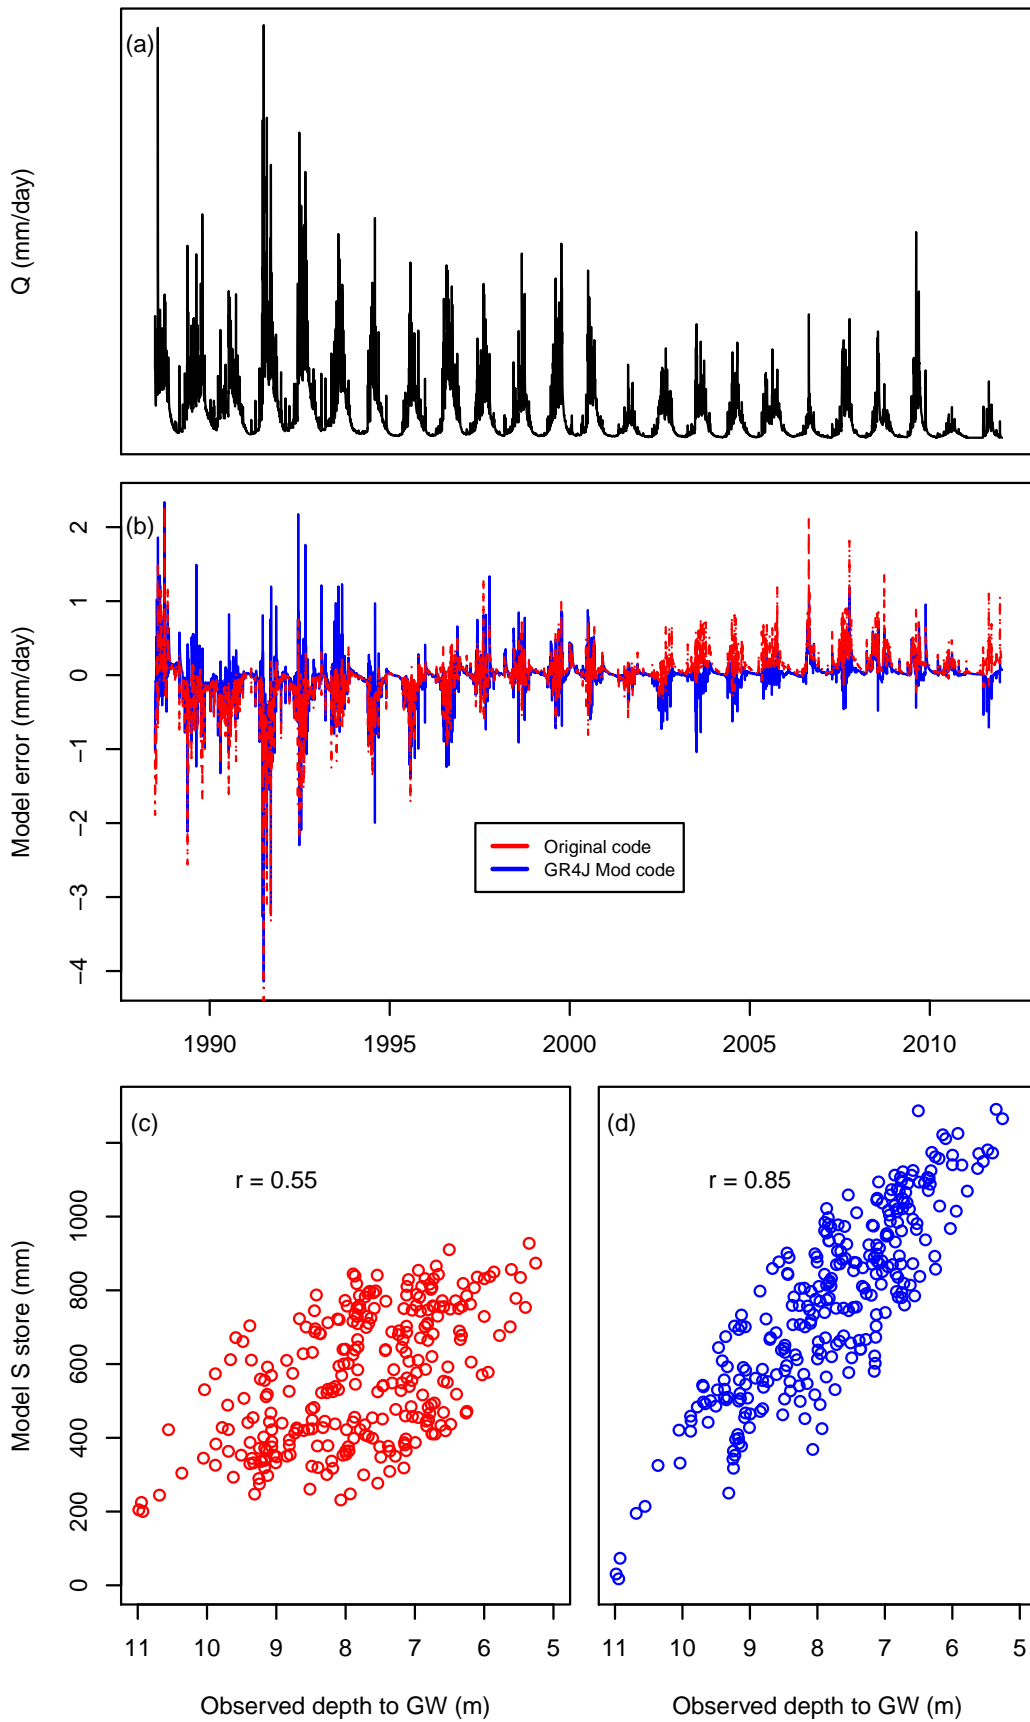 (a)
Q (mm/day)
(b)
Model error (mm/day)
2
1
0
−1
−2
−3
−4
Original code
GR4J Mod code
1990
1995
2000
2005
2010
(c)
r = 0.55
Model S store (mm)
1000
800
600
400
200
0
11
10
9
8
7
6
5
Observed depth to GW (m)
(d)
r = 0.85
11
10
9
8
7
6
5
Observed depth to GW (m)